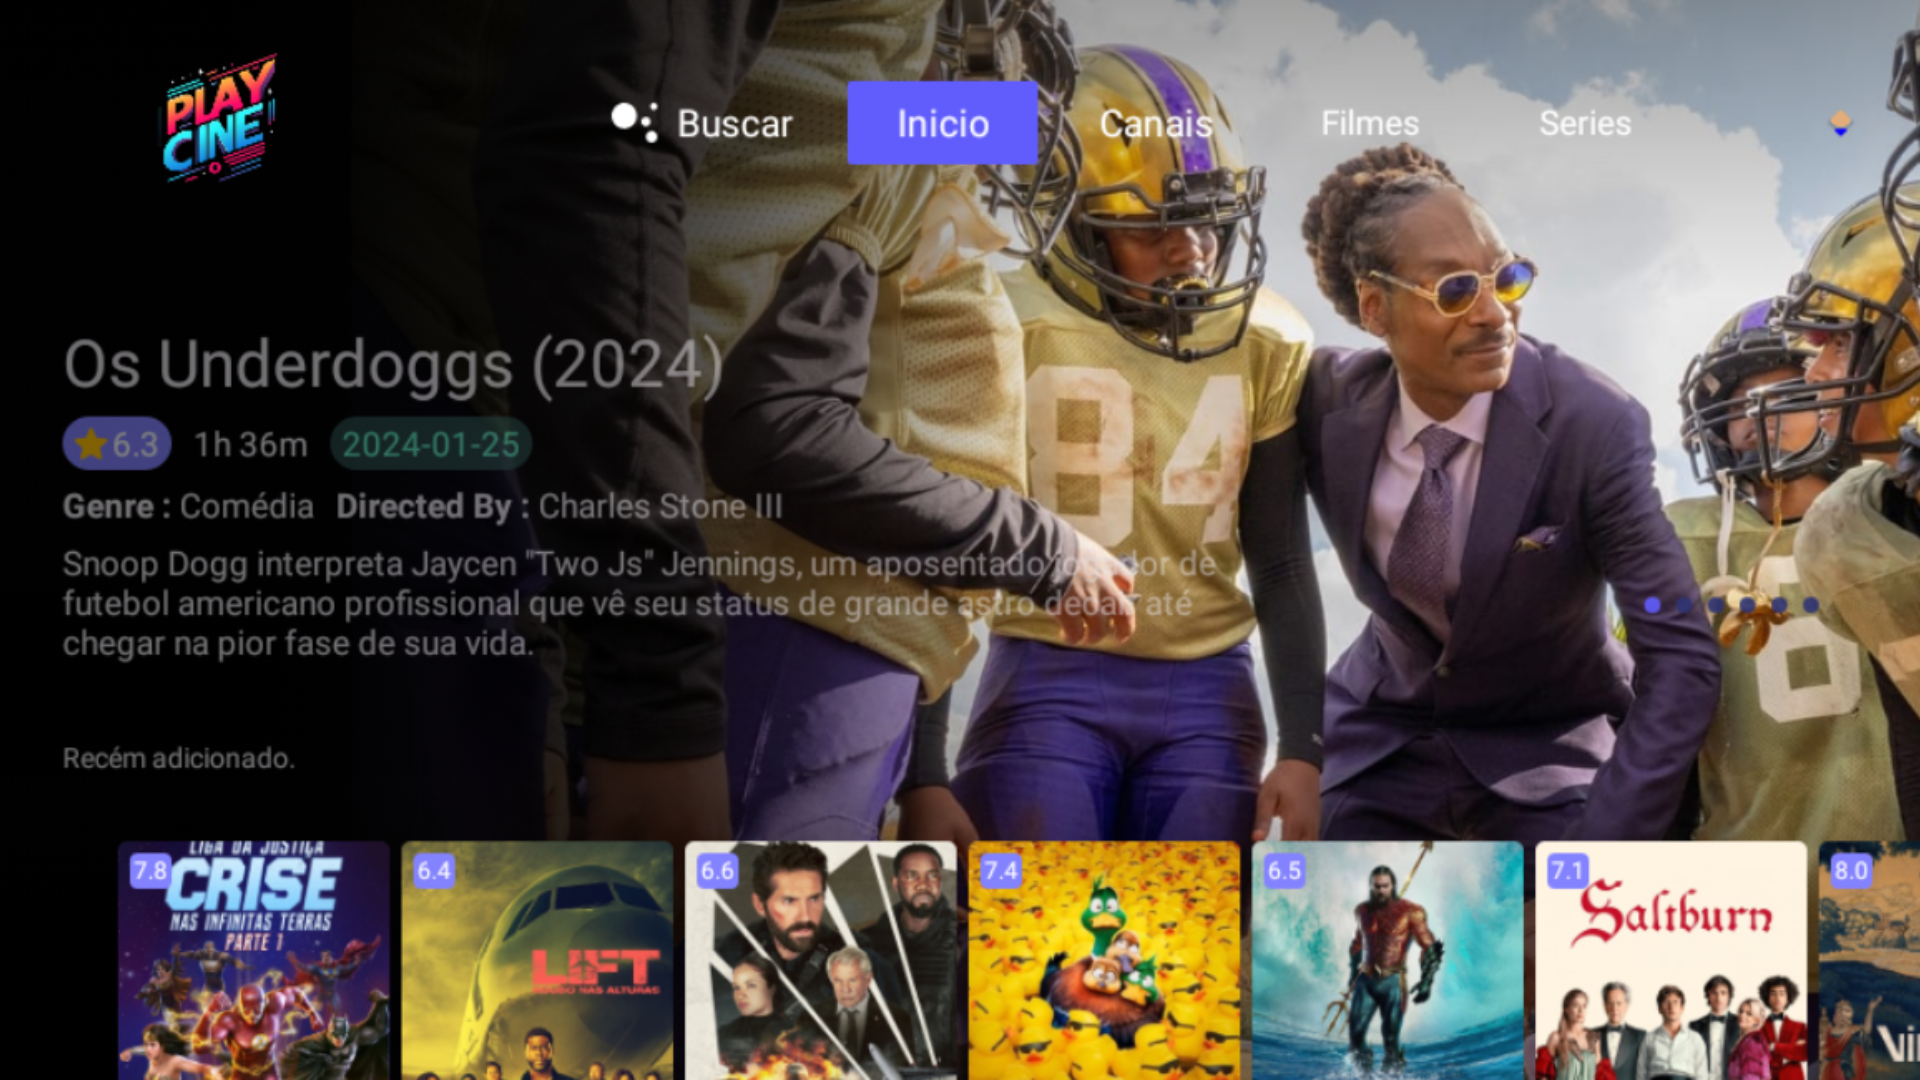 PLAY
CINE
Buscar
Inicio
Canais
Filmes
Series
84
Os Underdoggs (2024)
6.3 1h 36m 2024-01-25
Genre : Comédia Directed By : Charles Stone III
Snoop Dogg interpreta Jaycen "Two Js" Jennings, um aposentado jogador de
futebol americano profissional que vê seu status de grande astro decair até
chegar na pior fase de sua vida.
6
Recém adicionado.
7.8
LIGA DA JUSTIÇA
CRISE
NAS INFINITAS TERRAS
PARTE 1
6.4
LIFT
ROUBO NAS ALTURAS
6.6
7.4
6.5
7.1
Saltburn
8.0